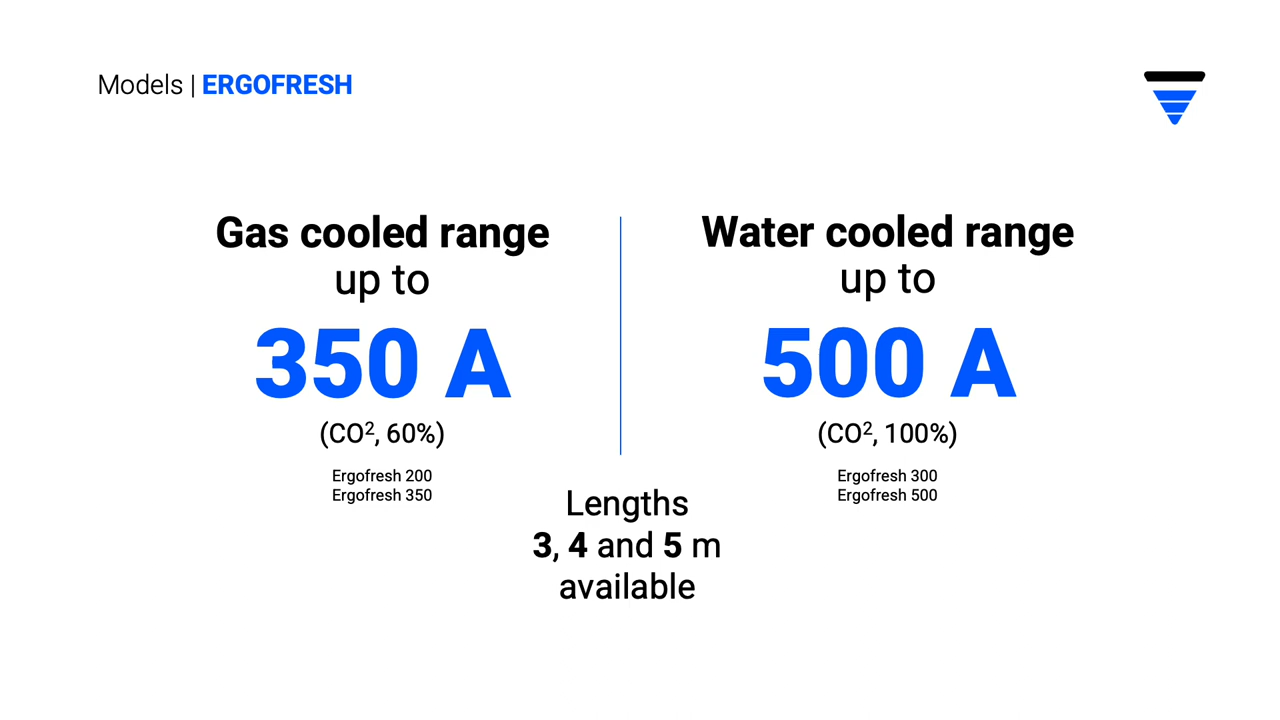 Models | ERGOFRESH
Gas cooled range
up to
350 A
(CO², 60%)
Ergofresh 200
Ergofresh 350
Water cooled range
up to
500 A
(CO², 100%)
Ergofresh 300
Ergofresh 500
Lengths
3, 4 and 5 m
available